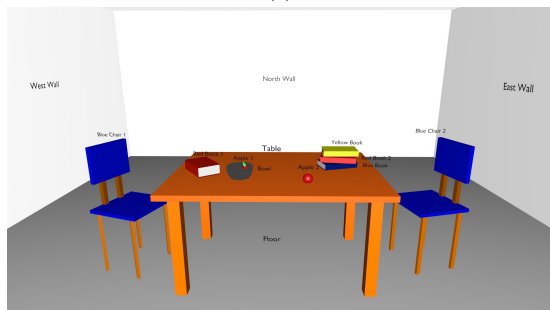 North Wall
West Wall
East Wall
Blue Chair 1
Blue Chair 2
Yellow Book
Table
Red Book 1
Apple 1
Red Book 2
Blue Book
Bowl
Apple 2
Floor